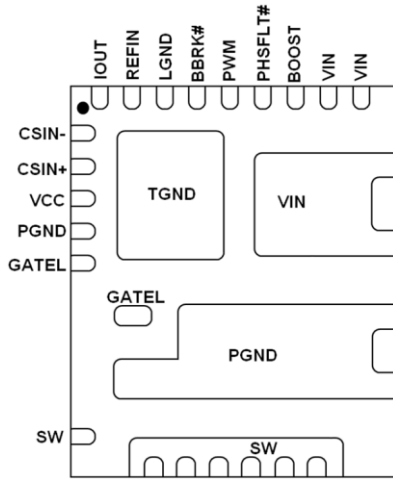 IOUT
REFIN
LGND
BBRK#
PWM
PHSFLT#
BOOST
VIN
VIN
CSIN-
CSIN+
VCC
PGND
GATEL
TGND
VIN
GATEL
PGND
SW
SW